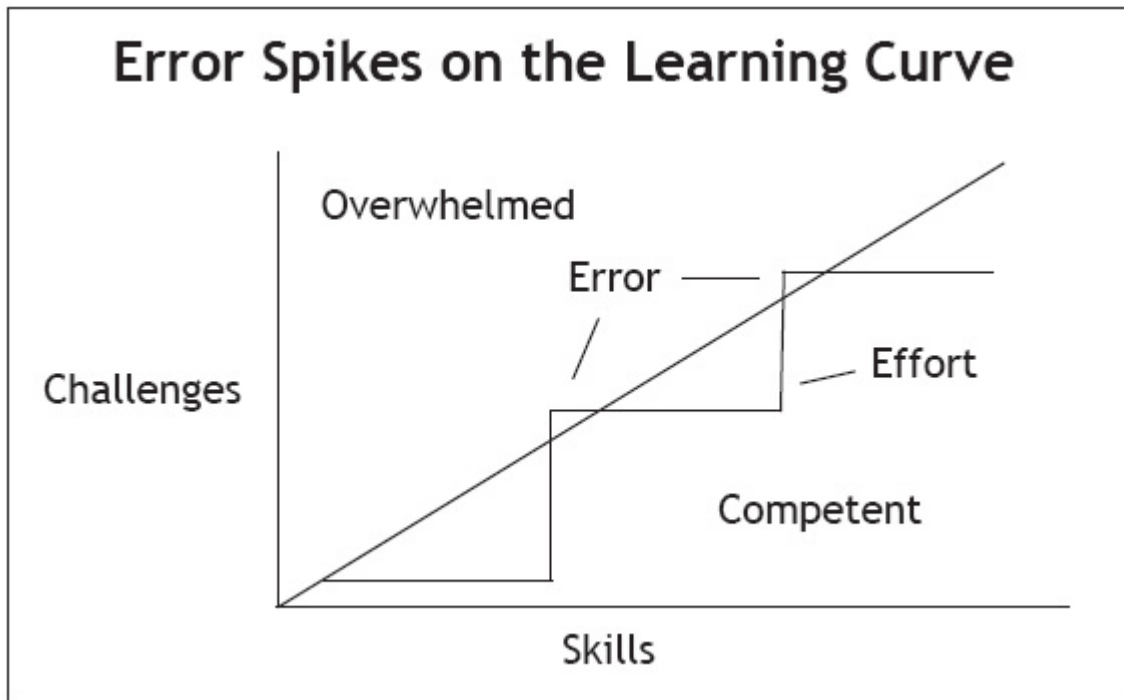 Error Spikes on the Learning Curve
Overwhelmed
Error
Effort
Challenges
Competent
Skills